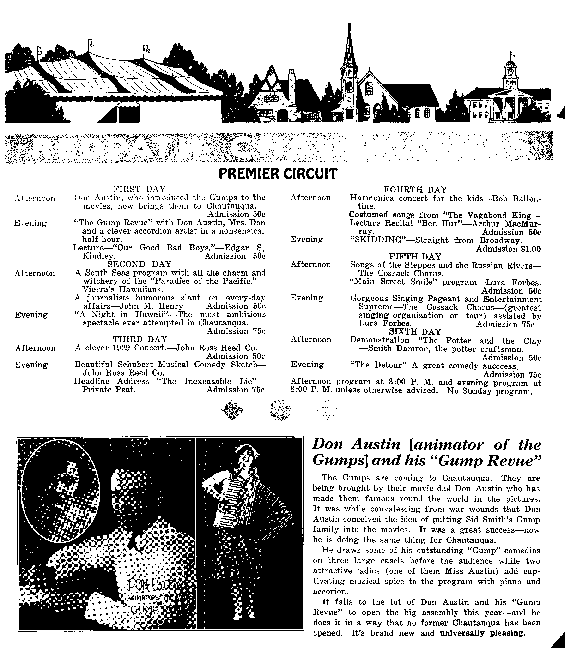 PREMIER CIRCUIT
FIRST DAY
Afternoon Don Austin, who introduced the Gumps to the
movies, now brings them to Chautauqua.
Admission 50c
Evening "The Gump Revue" with Don Austin, Mrs. Don
and a clever accordion artist in a nonsensical
half hour.
Lecture—"Our Good Bad Boys,"—Edgar S.
Kindley. Admission 50c
SECOND DAY
Afternoon A South Seas program with all the charm and
witchery of the "Paradise of the Pacific."
Vierra's Hawaiians.
A journalists humorous slant on every-day
affairs—John M. Henry. Admission 50c
Evening "A Night in Hawaii"—The most ambitious
spectacle ever attempted in Chautauqua.
Admission 75c
THIRD DAY
Afternoon A clever 1929 Concert.—John Ross Reed Co.
Admission 50c
Evening Beautiful Schubert Musical Comedy Sketch—
John Ross Reed Co.
Headline Address "The Inexcusable Lie"
Private Peat. Admission 75c
FOURTH DAY
Afternoon Harmonica concert for the kids—Bob
Costumed songs from "The Vagabond King"—
Lecture Recital "Ben Hur"—Arthur MacMur-
ray. Admission 50c
Evening "SKIDDING"—Straight from Broadway.
Admission $1.00
FIFTH DAY
Afternoon Songs of the Steppes and the Russian Rivers—
The Cossack Chorus.
"Main Street Smile" program Lura Forbes.
Admission 50c
Evening Gorgeous Singing Pageant and Entertainment
Supreme—The Cossack Chorus—(greatest
singing organization on tour) assisted by
Lura Forbes. Admission 75c
SIXTH DAY
Afternoon Demonstration "The Potter and the Clay"
—Smith Damron, the potter craftsman.
Admission 50c
Evening "The Detour" A great comedy success.
Admission 75c
Afternoon program at 3:00 P. M. and evening program at
8:00 P. M. unless otherwise advised. No Sunday program.
Don Austin [animator of the
Gumps] and his "Gump Revue"
The Gumps are coming to Chautauqua. They are
being brought by their movie dad Don Austin who has
made them famous round the world in the pictures.
It was while convalescing from war wounds that Don
Austin conceived the idea of putting Sid Smith's Gump
family into the movies. It was a great success—now
he is doing the same thing for Chautauqua.
He draws some of his outstanding "Gump" comedies
on three large easels before the audience while two
attractive ladies (one of them Miss Austin) add cap-
tivating musical spice to the program with piano and
accordion.
It falls to the lot of Don Austin and his "Gump
Revue" to open the big assembly this year—and he
does it in a way that no former Chautauqua has been
opened. It's brand new and universally pleasing.